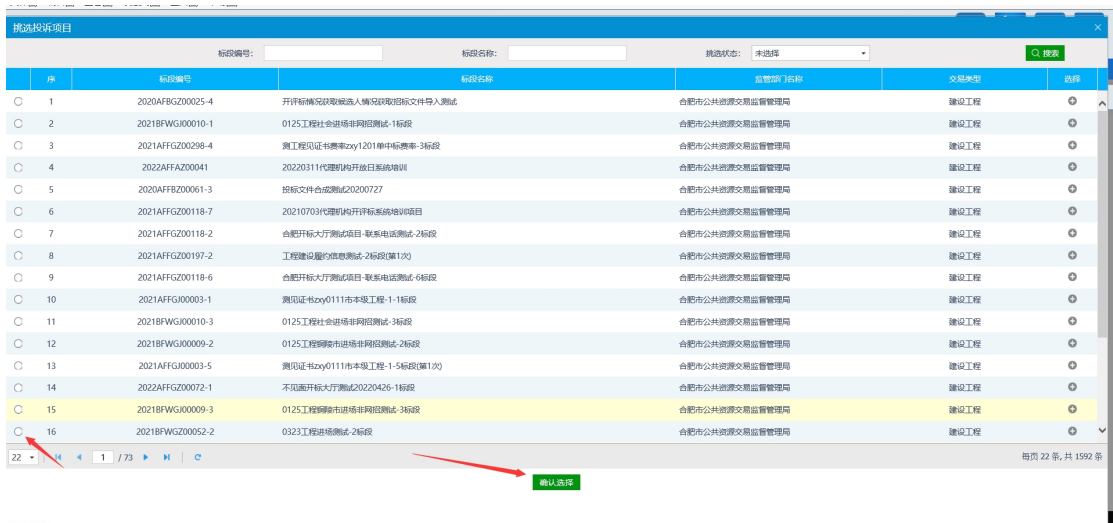 挑选投诉项目
标段编号: 标段名称: 挑选状态: 未选择 搜索
序 标段编号 标段名称 监管部门名称 交易类型 选择
1 2020AFBGZ00025-4 开评标情况获取候选人情况获取招标文件导入测试 合肥市公共资源交易监督管理局 建设工程
2 2021BFWGJ00010-1 0125工程社会进场非网招测试-1标段 合肥市公共资源交易监督管理局 建设工程
3 2021AFFGZ00298-4 测工程见证书费率zxy1201单中标费率-3标段 合肥市公共资源交易监督管理局 建设工程
4 2022AFFAZ00041 20220311代理机构开放日系统培训 合肥市公共资源交易监督管理局 建设工程
5 2020AFFBZ00061-3 投标文件合成测试20200727 合肥市公共资源交易监督管理局 建设工程
6 2021AFFGZ00118-7 20210703代理机构开评标系统培训项目 合肥市公共资源交易监督管理局 建设工程
7 2021AFFGZ00118-2 合肥开标大厅测试项目-联系电话测试-2标段 合肥市公共资源交易监督管理局 建设工程
8 2021AFFGZ00197-2 工程建设履约信息测试-2标段(第1次) 合肥市公共资源交易监督管理局 建设工程
9 2021AFFGZ00118-6 合肥开标大厅测试项目-联系电话测试-6标段 合肥市公共资源交易监督管理局 建设工程
10 2021AFFGJ00003-1 测见证书zxy0111市本级工程-1-1标段 合肥市公共资源交易监督管理局 建设工程
11 2021BFWGJ00010-3 0125工程社会进场非网招测试-3标段 合肥市公共资源交易监督管理局 建设工程
12 2021BFWGJ00009-2 0125工程铜陵市进场非网招测试-2标段 合肥市公共资源交易监督管理局 建设工程
13 2021AFFGJ00003-5 测见证书zxy0111市本级工程-1-5标段(第1次) 合肥市公共资源交易监督管理局 建设工程
14 2022AFFGZ00072-1 不见面开标大厅测试20220426-1标段 合肥市公共资源交易监督管理局 建设工程
15 2021BFWGJ00009-3 0125工程铜陵市进场非网招测试-3标段 合肥市公共资源交易监督管理局 建设工程
16 2021BFWGZ00052-2 0323工程进场测试-2标段 合肥市公共资源交易监督管理局 建设工程
22 1 / 73 每页 22 条, 共 1592 条
确认选择